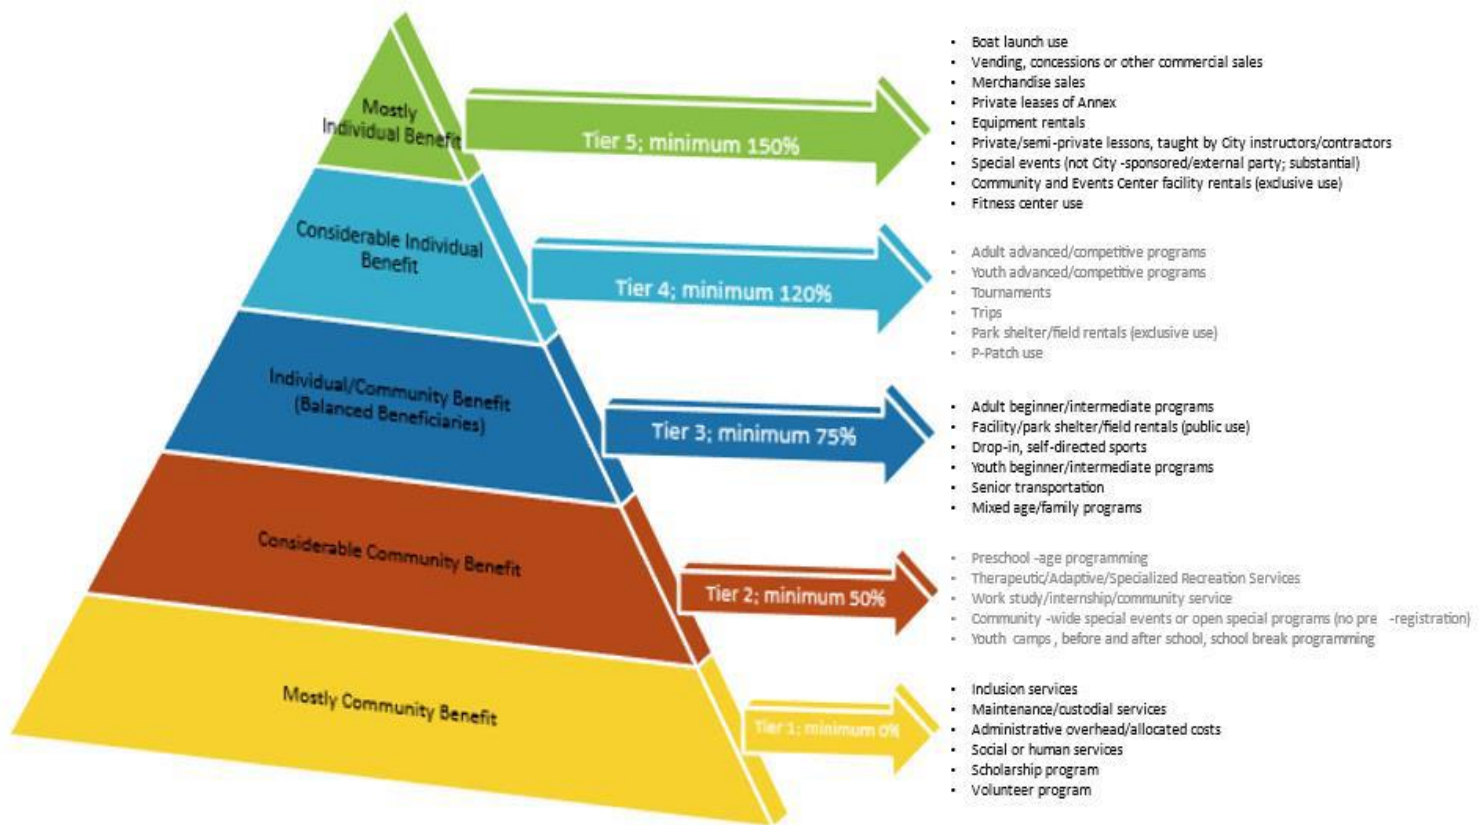 Mostly
Individual Benefit
Tier 5; minimum 150%
• Boat launch use
• Vending, concessions or other commercial sales
• Merchandise sales
• Private leases of Annex
• Equipment rentals
• Private/semi-private lessons, taught by City instructors/contractors
• Special events (not City -sponsored/external party; substantial)
• Community and Events Center facility rentals (exclusive use)
• Fitness center use
Considerable Individual
Benefit
Tier 4; minimum 120%
• Adult advanced/competitive programs
• Youth advanced/competitive programs
• Tournaments
• Trips
• Park shelter/field rentals (exclusive use)
• P-Patch use
Individual/Community Benefit
(Balanced Beneficiaries)
Tier 3; minimum 75%
• Adult beginner/intermediate programs
• Facility/park shelter/field rentals (public use)
• Drop-in, self-directed sports
• Youth beginner/intermediate programs
• Senior transportation
• Mixed age/family programs
Considerable Community Benefit
Tier 2; minimum 50%
• Preschool -age programming
• Therapeutic/Adaptive/Specialized Recreation Services
• Work study/internship/community service
• Community -wide special events or open special programs (no pre -registration)
• Youth camps , before and after school, school break programming
Mostly Community Benefit
Tier 1; minimum 0%
• Inclusion services
• Maintenance/custodial services
• Administrative overhead/allocated costs
• Social or human services
• Scholarship program
• Volunteer program